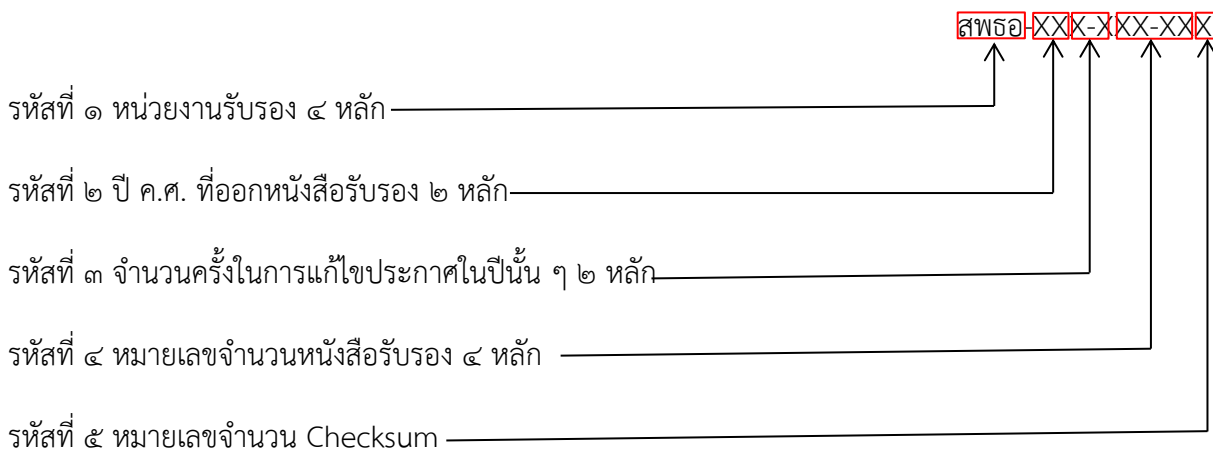 สพธอ-XXX-XXX-XXX
รหัสที่ ๑ หน่วยงานรับรอง ๔ หลัก
รหัสที่ ๒ ปี ค.ศ. ที่ออกหนังสือรับรอง ๒ หลัก
รหัสที่ ๓ จำนวนครั้งในการแก้ไขประกาศในปีนั้น ๆ ๒ หลัก
รหัสที่ ๔ หมายเลขจำนวนหนังสือรับรอง ๔ หลัก
รหัสที่ ๕ หมายเลขจำนวน Checksum